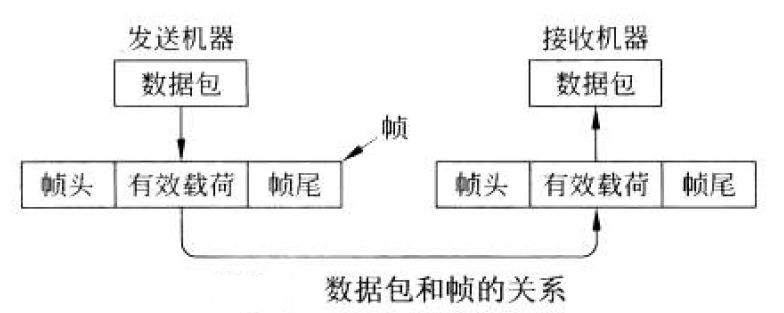 发送机器
接收机器
数据包
数据包
帧
帧头 有效载荷 帧尾
帧头 有效载荷 帧尾
数据包和帧的关系